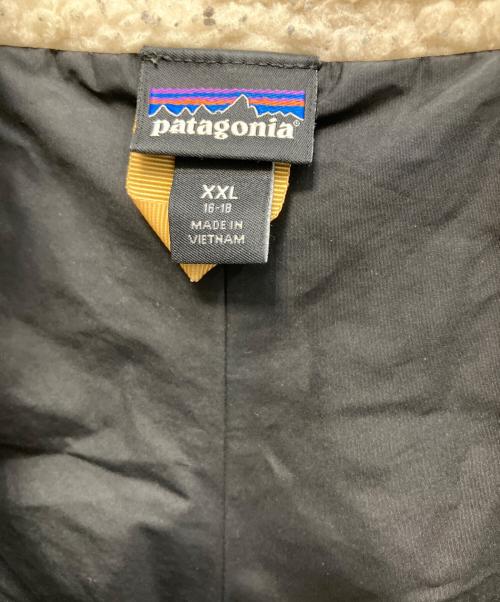 patagonia®
XXL
16-18
MADE IN
VIETNAM